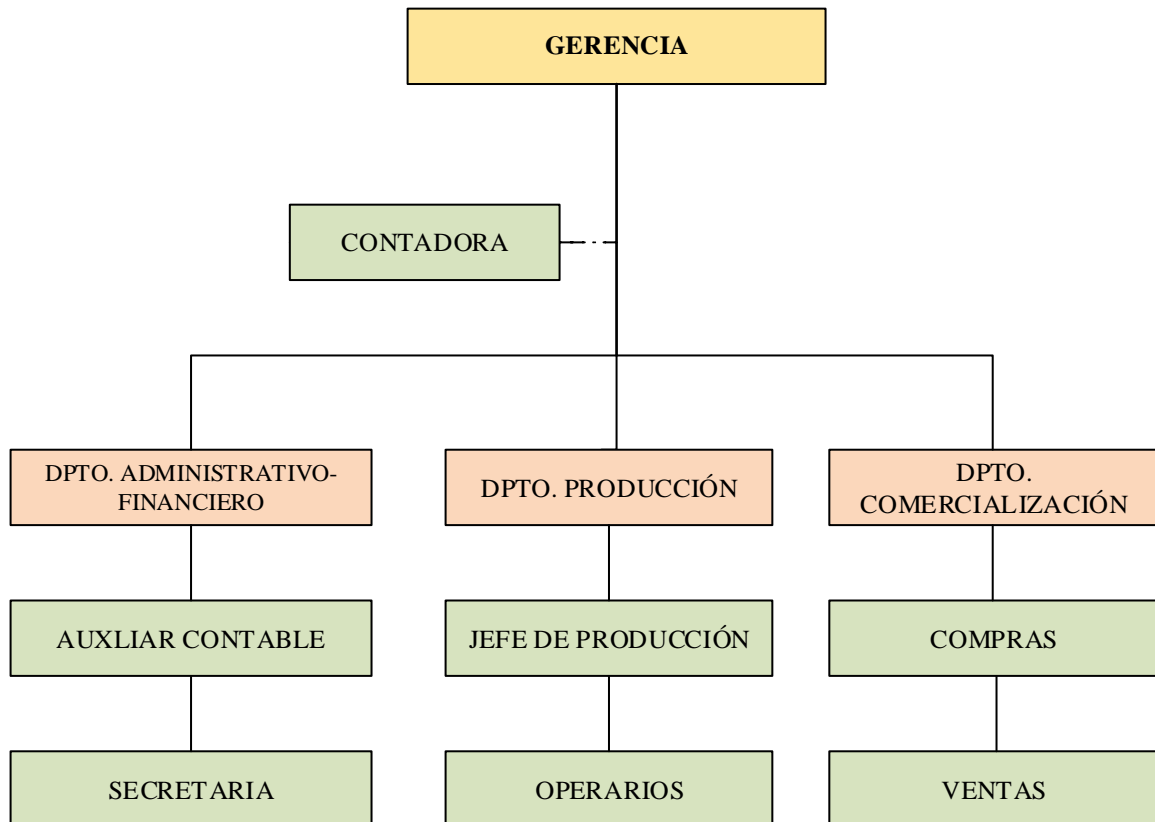 GERENCIA
CONTADORA
DPTO. ADMINISTRATIVO-
FINANCIERO
DPTO. PRODUCCIÓN
DPTO.
COMERCIALIZACIÓN
AUXLIAR CONTABLE
JEFE DE PRODUCCIÓN
COMPRAS
SECRETARIA
OPERARIOS
VENTAS